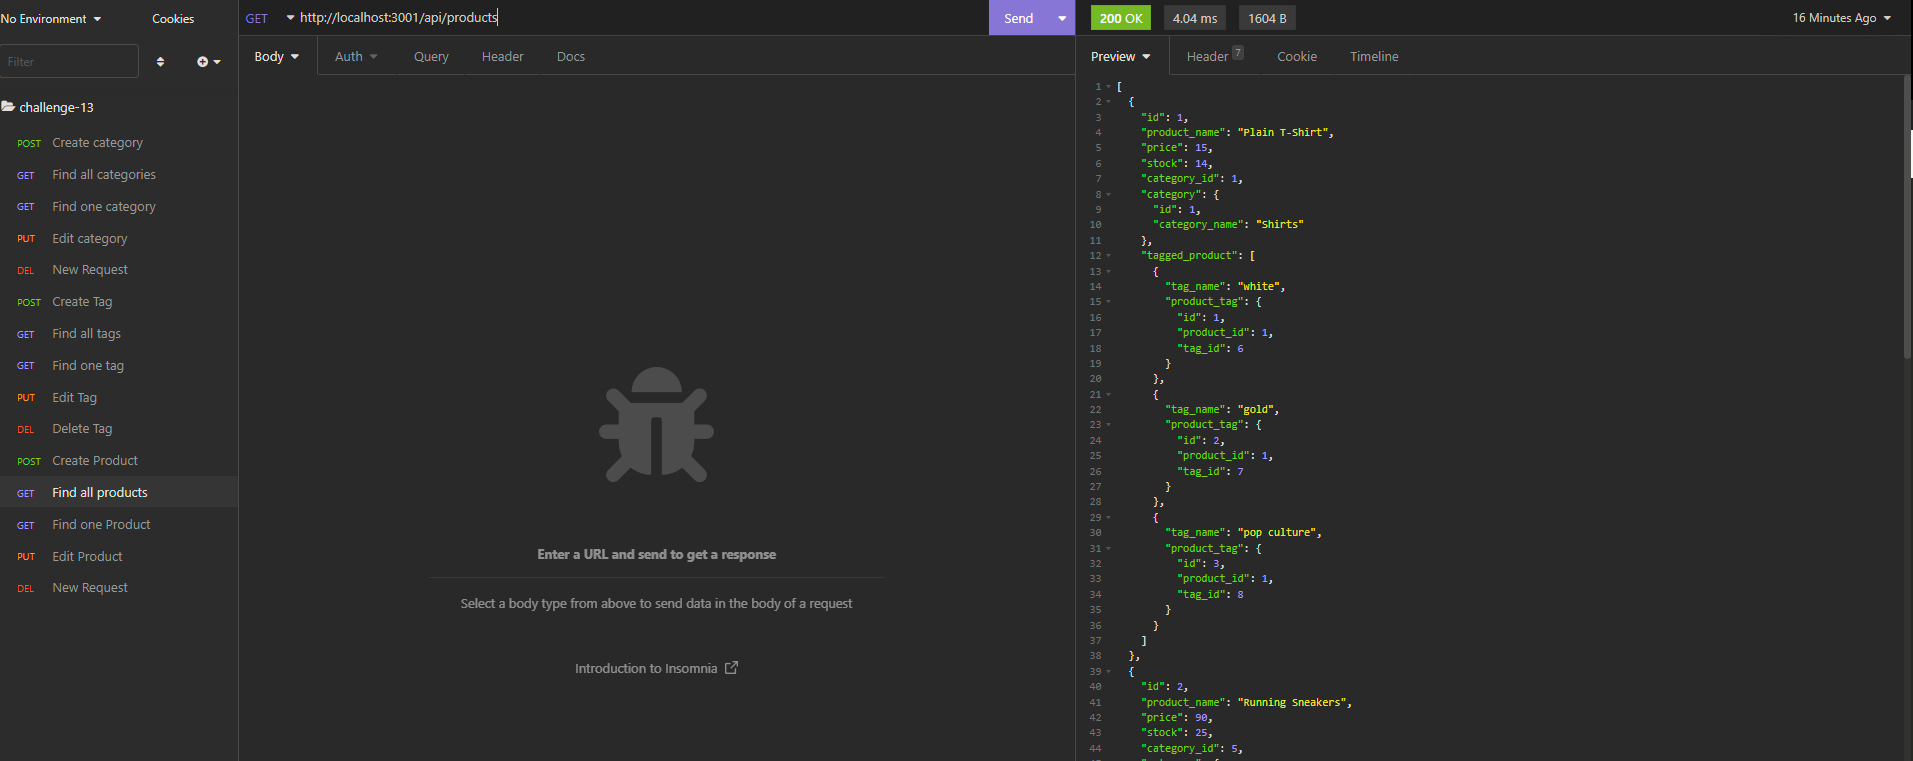 No Environment
Cookies
Filter
challenge-13
POST Create category
GET Find all categories
GET Find one category
PUT Edit category
DEL New Request
POST Create Tag
GET Find all tags
GET Find one tag
PUT Edit Tag
DEL Delete Tag
POST Create Product
GET Find all products
GET Find one Product
PUT Edit Product
DEL New Request
GET http://localhost:3001/api/products Send
Body Auth Query Header Docs
Enter a URL and send to get a response
Select a body type from above to send data in the body of a request
Introduction to Insomnia
200 OK 4.04 ms 1604 B 16 Minutes Ago
Preview Header 7 Cookie Timeline
1 [
2 {
3 "id": 1,
4 "product_name": "Plain T-Shirt",
5 "price": 15,
6 "stock": 14,
7 "category_id": 1,
8 "category": {
9 "id": 1,
10 "category_name": "Shirts"
11 },
12 "tagged_product": [
13 {
14 "tag_name": "white",
15 "product_tag": {
16 "id": 1,
17 "product_id": 1,
18 "tag_id": 6
19 }
20 },
21 {
22 "tag_name": "gold",
23 "product_tag": {
24 "id": 2,
25 "product_id": 1,
26 "tag_id": 7
27 }
28 },
29 {
30 "tag_name": "pop culture",
31 "product_tag": {
32 "id": 3,
33 "product_id": 1,
34 "tag_id": 8
35 }
36 }
37 ]
38 },
39 {
40 "id": 2,
41 "product_name": "Running Sneakers",
42 "price": 90,
43 "stock": 25,
44 "category_id": 5,